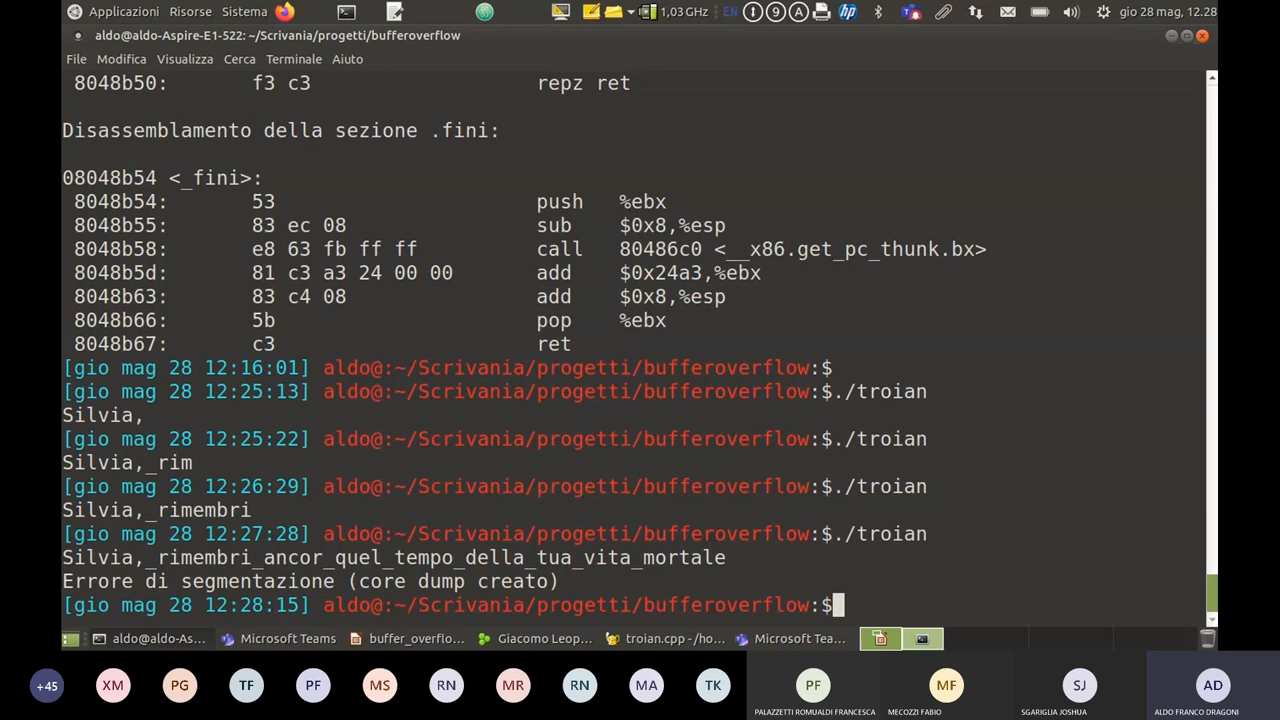 Applicazioni Risorse Sistema 1,03 GHz EN 9 A hp gio 28 mag, 12.28
aldo@aldo-Aspire-E1-522: ~/Scrivania/progetti/bufferoverflow
File Modifica Visualizza Cerca Terminale Aiuto
8048b50: f3 c3 repz ret
Disassemblamento della sezione .fini:
08048b54 <_fini>:
8048b54: 53 push %ebx
8048b55: 83 ec 08 sub $0x8,%esp
8048b58: e8 63 fb ff ff call 80486c0 <__x86.get_pc_thunk.bx>
8048b5d: 81 c3 a3 24 00 00 add $0x24a3,%ebx
8048b63: 83 c4 08 add $0x8,%esp
8048b66: 5b pop %ebx
8048b67: c3 ret
[gio mag 28 12:16:01] aldo@:~/Scrivania/progetti/bufferoverflow:$
[gio mag 28 12:25:13] aldo@:~/Scrivania/progetti/bufferoverflow:$./troian
Silvia,
[gio mag 28 12:25:22] aldo@:~/Scrivania/progetti/bufferoverflow:$./troian
Silvia,_rim
[gio mag 28 12:26:29] aldo@:~/Scrivania/progetti/bufferoverflow:$./troian
Silvia,_rimembri
[gio mag 28 12:27:28] aldo@:~/Scrivania/progetti/bufferoverflow:$./troian
Silvia,_rimembri_ancor_quel_tempo_della_tua_vita_mortale
Errore di segmentazione (core dump creato)
[gio mag 28 12:28:15] aldo@:~/Scrivania/progetti/bufferoverflow:$
aldo@aldo-As... Microsoft Teams buffer_overflo... Giacomo Leop... troian.cpp - /ho... Microsoft Tea...
+45 XM PG TF PF MS RN MR RN MA TK PF MF SJ AD
PALAZZETTI ROMUALDI FRANCESCA MECOZZI FABIO SGARIGLIA JOSHUA ALDO FRANCO DRAGONI